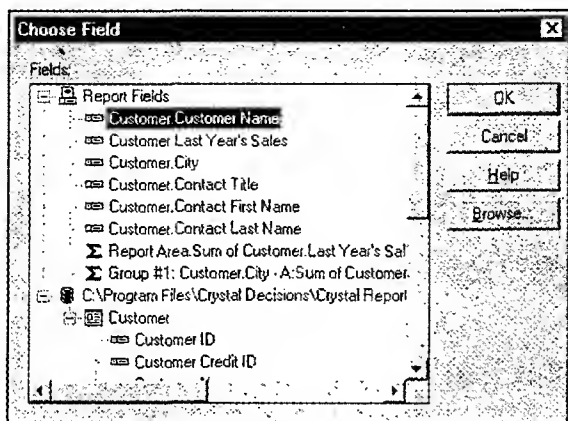 Choose Field
Fields:
Report Fields
Customer.Customer Name
Customer.Last Year's Sales
Customer.City
Customer.Contact Title
Customer.Contact First Name
Customer.Contact Last Name
Σ Report Area.Sum of Customer.Last Year's Sal
Σ Group #1: Customer.City - A:Sum of Customer.
C:\Program Files\Crystal Decisions\Crystal Report
Customer
Customer ID
Customer Credit ID
OK
Cancel
Help
Browse...